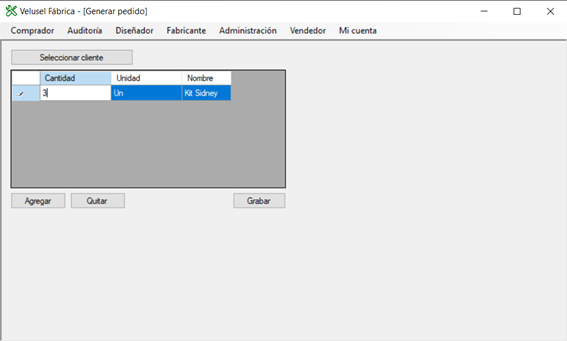 Velusel Fábrica - [Generar pedido]
Comprador Auditoría Diseñador Fabricante Administración Vendedor Mi cuenta
Seleccionar cliente
Cantidad Unidad Nombre
3 Un Kit Sidney
Agregar Quitar Grabar